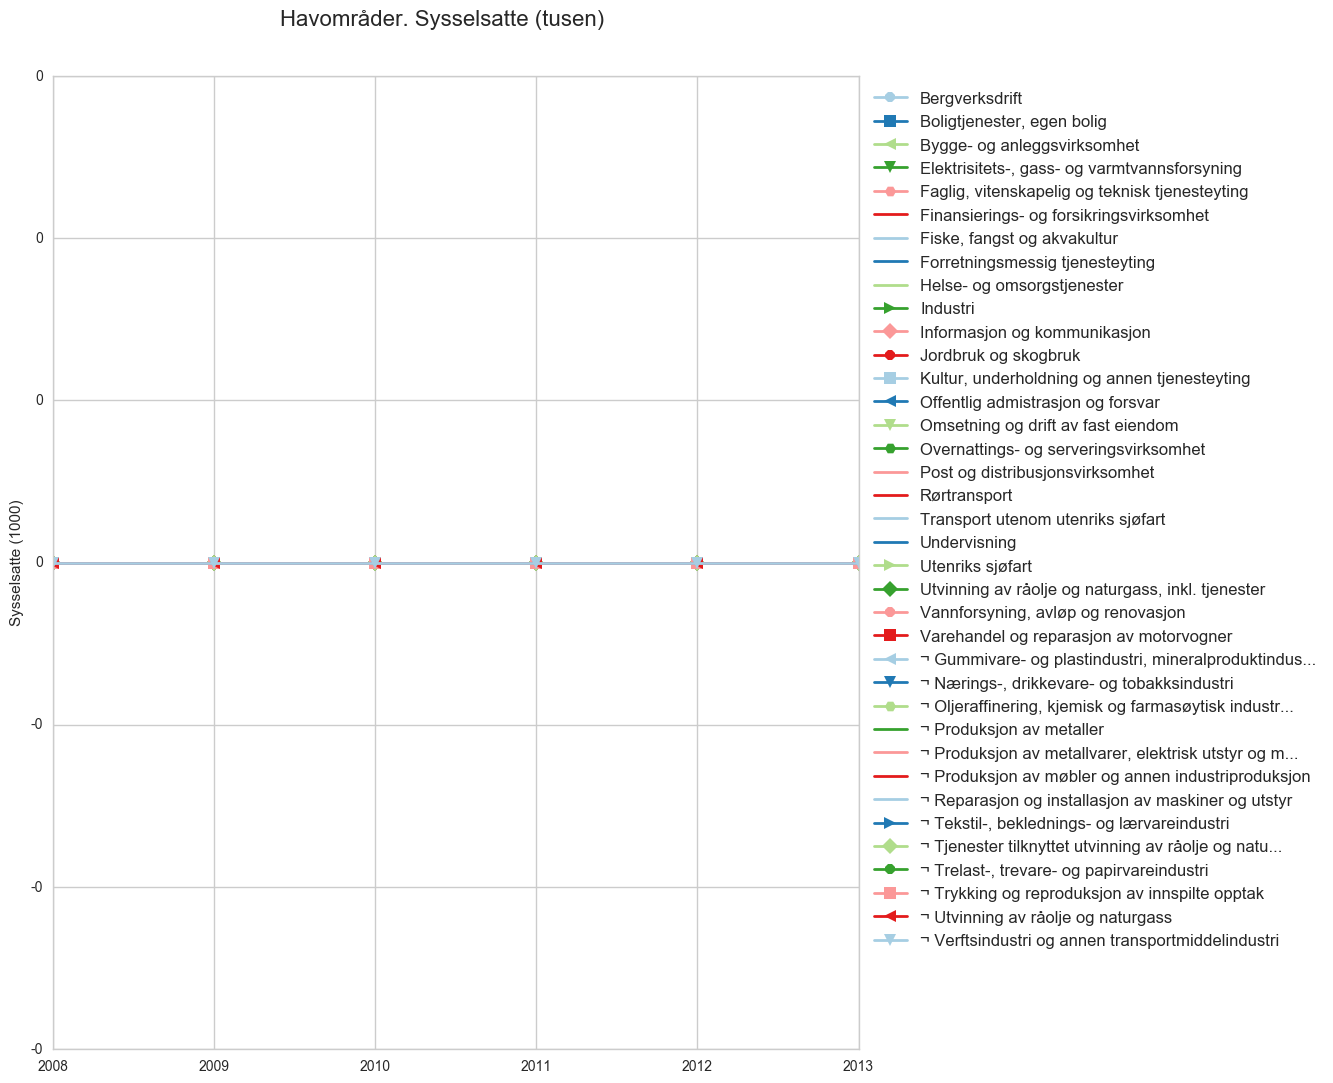 Havområder. Sysselsatte (tusen)
0
0
0
0
-0
-0
-0
Sysselsatte (1000)
2008 2009 2010 2011 2012 2013
Bergverksdrift
Boligtjenester, egen bolig
Bygge- og anleggsvirksomhet
Elektrisitets-, gass- og varmtvannsforsyning
Faglig, vitenskapelig og teknisk tjenesteyting
Finansierings- og forsikringsvirksomhet
Fiske, fangst og akvakultur
Forretningsmessig tjenesteyting
Helse- og omsorgstjenester
Industri
Informasjon og kommunikasjon
Jordbruk og skogbruk
Kultur, underholdning og annen tjenesteyting
Offentlig admistrasjon og forsvar
Omsetning og drift av fast eiendom
Overnattings- og serveringsvirksomhet
Post og distribusjonsvirksomhet
Rørtransport
Transport utenom utenriks sjøfart
Undervisning
Utenriks sjøfart
Utvinning av råolje og naturgass, inkl. tjenester
Vannforsyning, avløp og renovasjon
Varehandel og reparasjon av motorvogner
¬ Gummivare- og plastindustri, mineralproduktindus...
¬ Nærings-, drikkevare- og tobakksindustri
¬ Oljeraffinering, kjemisk og farmasøytisk industr...
¬ Produksjon av metaller
¬ Produksjon av metallvarer, elektrisk utstyr og m...
¬ Produksjon av møbler og annen industriproduksjon
¬ Reparasjon og installasjon av maskiner og utstyr
¬ Tekstil-, beklednings- og lærvareindustri
¬ Tjenester tilknyttet utvinning av råolje og natu...
¬ Trelast-, trevare- og papirvareindustri
¬ Trykking og reproduksjon av innspilte opptak
¬ Utvinning av råolje og naturgass
¬ Verftsindustri og annen transportmiddelindustri